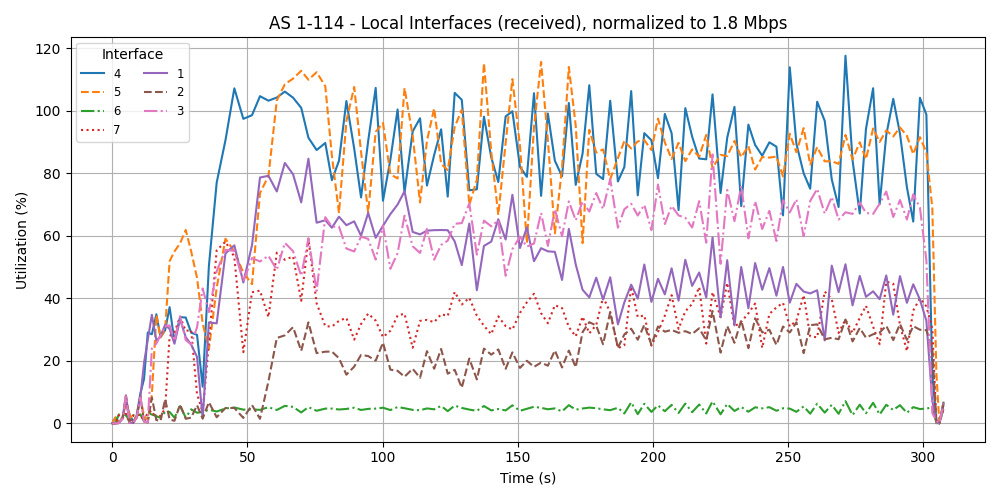 AS 1-114 - Local Interfaces (received), normalized to 1.8 Mbps
Interface
4 1
5 2
6 3
7
Utilization (%)
120
100
80
60
40
20
0
0 50 100 150 200 250 300
Time (s)